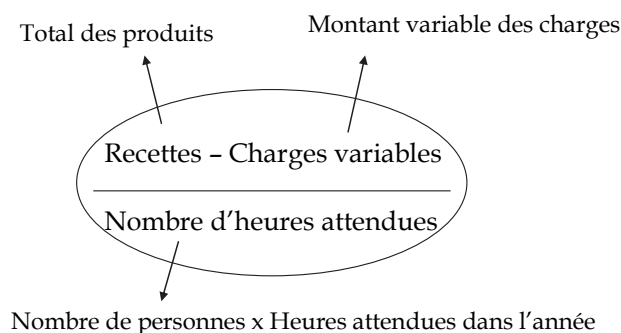 Total des produits
Montant variable des charges
Recettes – Charges variables
Nombre d'heures attendues
Nombre de personnes x Heures attendues dans l'année